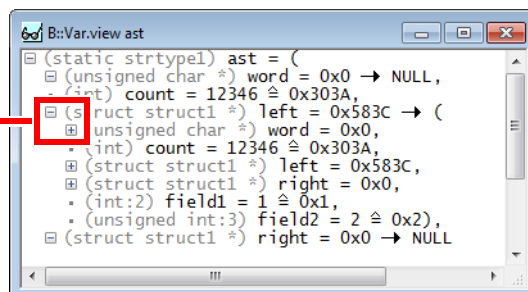 B::Var.view ast
(static strtype1) ast = (
(unsigned char *) word = 0x0 → NULL,
(int) count = 12346 ≙ 0x303A,
(struct struct1 *) left = 0x583C → (
(unsigned char *) word = 0x0,
(int) count = 12346 ≙ 0x303A,
(struct struct1 *) left = 0x583C,
(struct struct1 *) right = 0x0,
(int:2) field1 = 1 ≙ 0x1,
(unsigned int:3) field2 = 2 ≙ 0x2),
(struct struct1 *) right = 0x0 → NULL